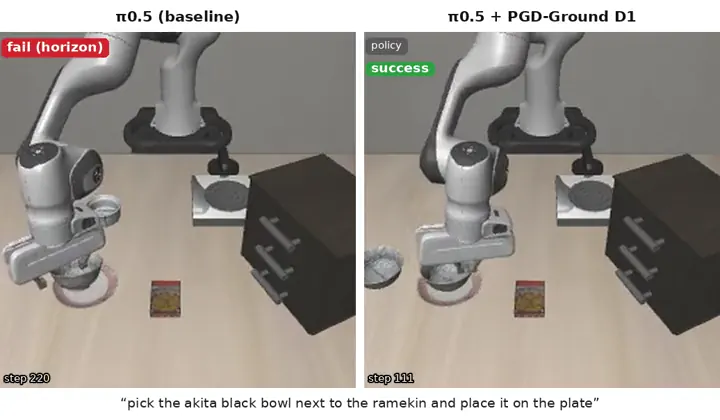 π0.5 (baseline)
π0.5 + PGD-Ground D1
fail (horizon)
policy
success
step 220
step 111
“pick the akita black bowl next to the ramekin and place it on the plate”